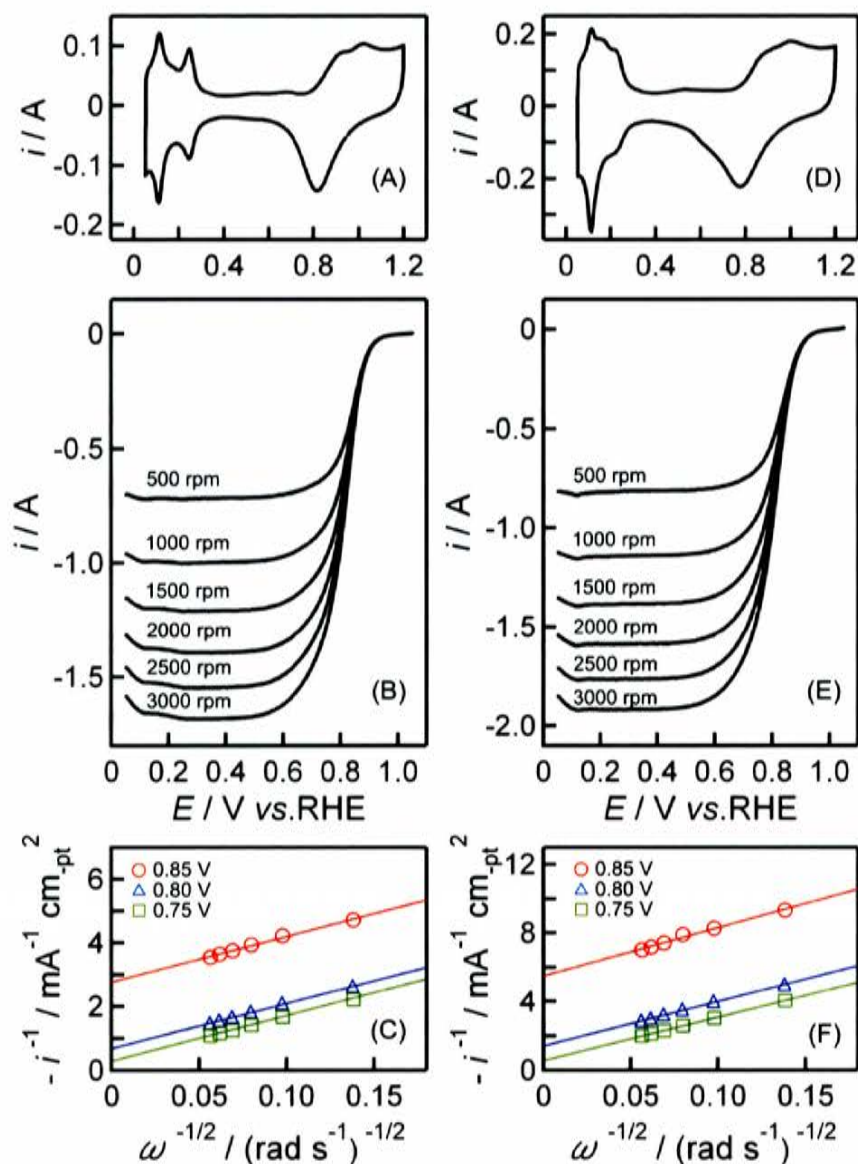 0.1
0
-0.1
-0.2
i / A
(A)
0 0.4 0.8 1.2
0.2
0
-0.2
i / A
(D)
0 0.4 0.8 1.2
0
-0.5
-1.0
-1.5
i / A
500 rpm
1000 rpm
1500 rpm
2000 rpm
2500 rpm
3000 rpm
(B)
0 0.2 0.4 0.6 0.8 1.0
E / V vs.RHE
0
-0.5
-1.0
-1.5
-2.0
i / A
500 rpm
1000 rpm
1500 rpm
2000 rpm
2500 rpm
3000 rpm
(E)
0 0.2 0.4 0.6 0.8 1.0
E / V vs.RHE
6
4
2
0
- i⁻¹ / mA⁻¹ cm₋pt²
0.85 V
0.80 V
0.75 V
(C)
0 0.05 0.10 0.15
ω⁻¹/² / (rad s⁻¹)⁻¹/²
12
8
4
0
- i⁻¹ / mA⁻¹ cm₋pt²
0.85 V
0.80 V
0.75 V
(F)
0 0.05 0.10 0.15
ω⁻¹/² / (rad s⁻¹)⁻¹/²